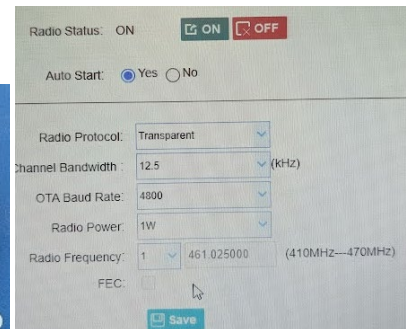 Radio Status: ON ON OFF
Auto Start: Yes No
Radio Protocol: Transparent
Channel Bandwidth : 12.5 (kHz)
OTA Baud Rate: 4800
Radio Power: 1W
Radio Frequency: 1 461.025000 (410MHz---470MHz)
FEC:
Save